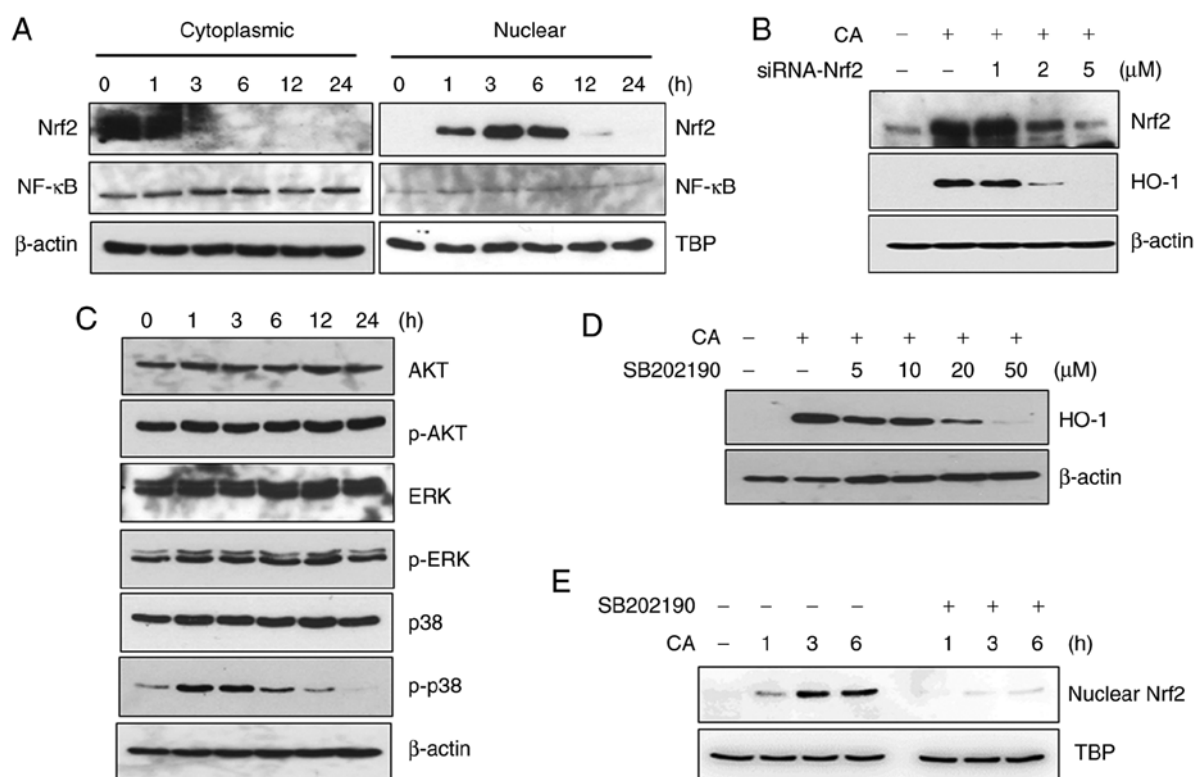 A
Cytoplasmic Nuclear
0 1 3 6 12 24 0 1 3 6 12 24 (h)
Nrf2 Nrf2
NF-κB NF-κB
β-actin TBP
B
CA – + + + +
siRNA-Nrf2 – – 1 2 5 (μM)
Nrf2
HO-1
β-actin
C
0 1 3 6 12 24 (h)
AKT
p-AKT
ERK
p-ERK
p38
p-p38
β-actin
D
CA – + + + + +
SB202190 – – 5 10 20 50 (μM)
HO-1
β-actin
E
SB202190 – – – – + + +
CA – 1 3 6 1 3 6 (h)
Nuclear Nrf2
TBP